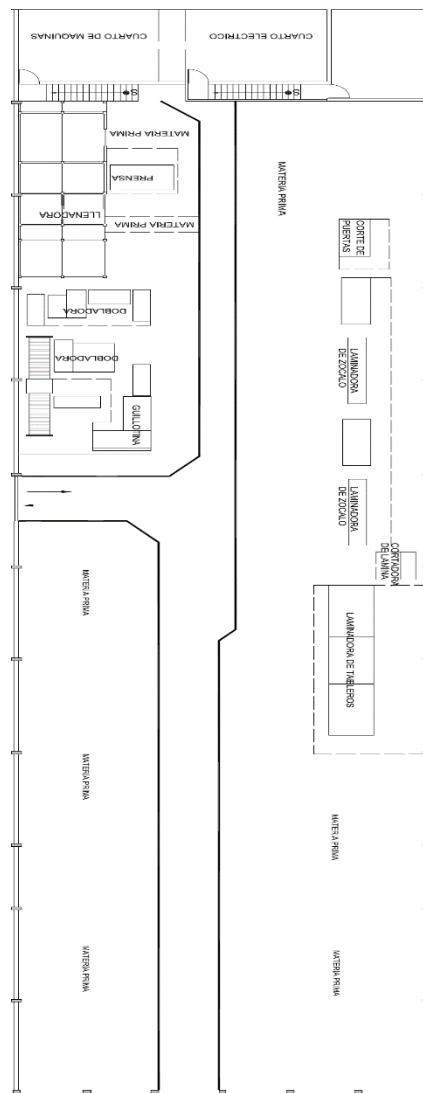 CUARTO DE MAQUINAS
CUARTO ELECTRICO
S
S
MATERIA PRIMA
PRENSA
LLENADORA
MATERIA PRIMA
MATERIA PRIMA
CORTE DE
PUERTAS
DOBLADORA
DOBLADORA
GUILLOTINA
LAMINADORA
DE ZOCALO
LAMINADORA
DE ZOCALO
CORTADORA
DE LAMINA
LAMINADORA DE TABLEROS
MATERIA PRIMA
MATERIA PRIMA
MATERIA PRIMA
MATERIA PRIMA
MATERIA PRIMA